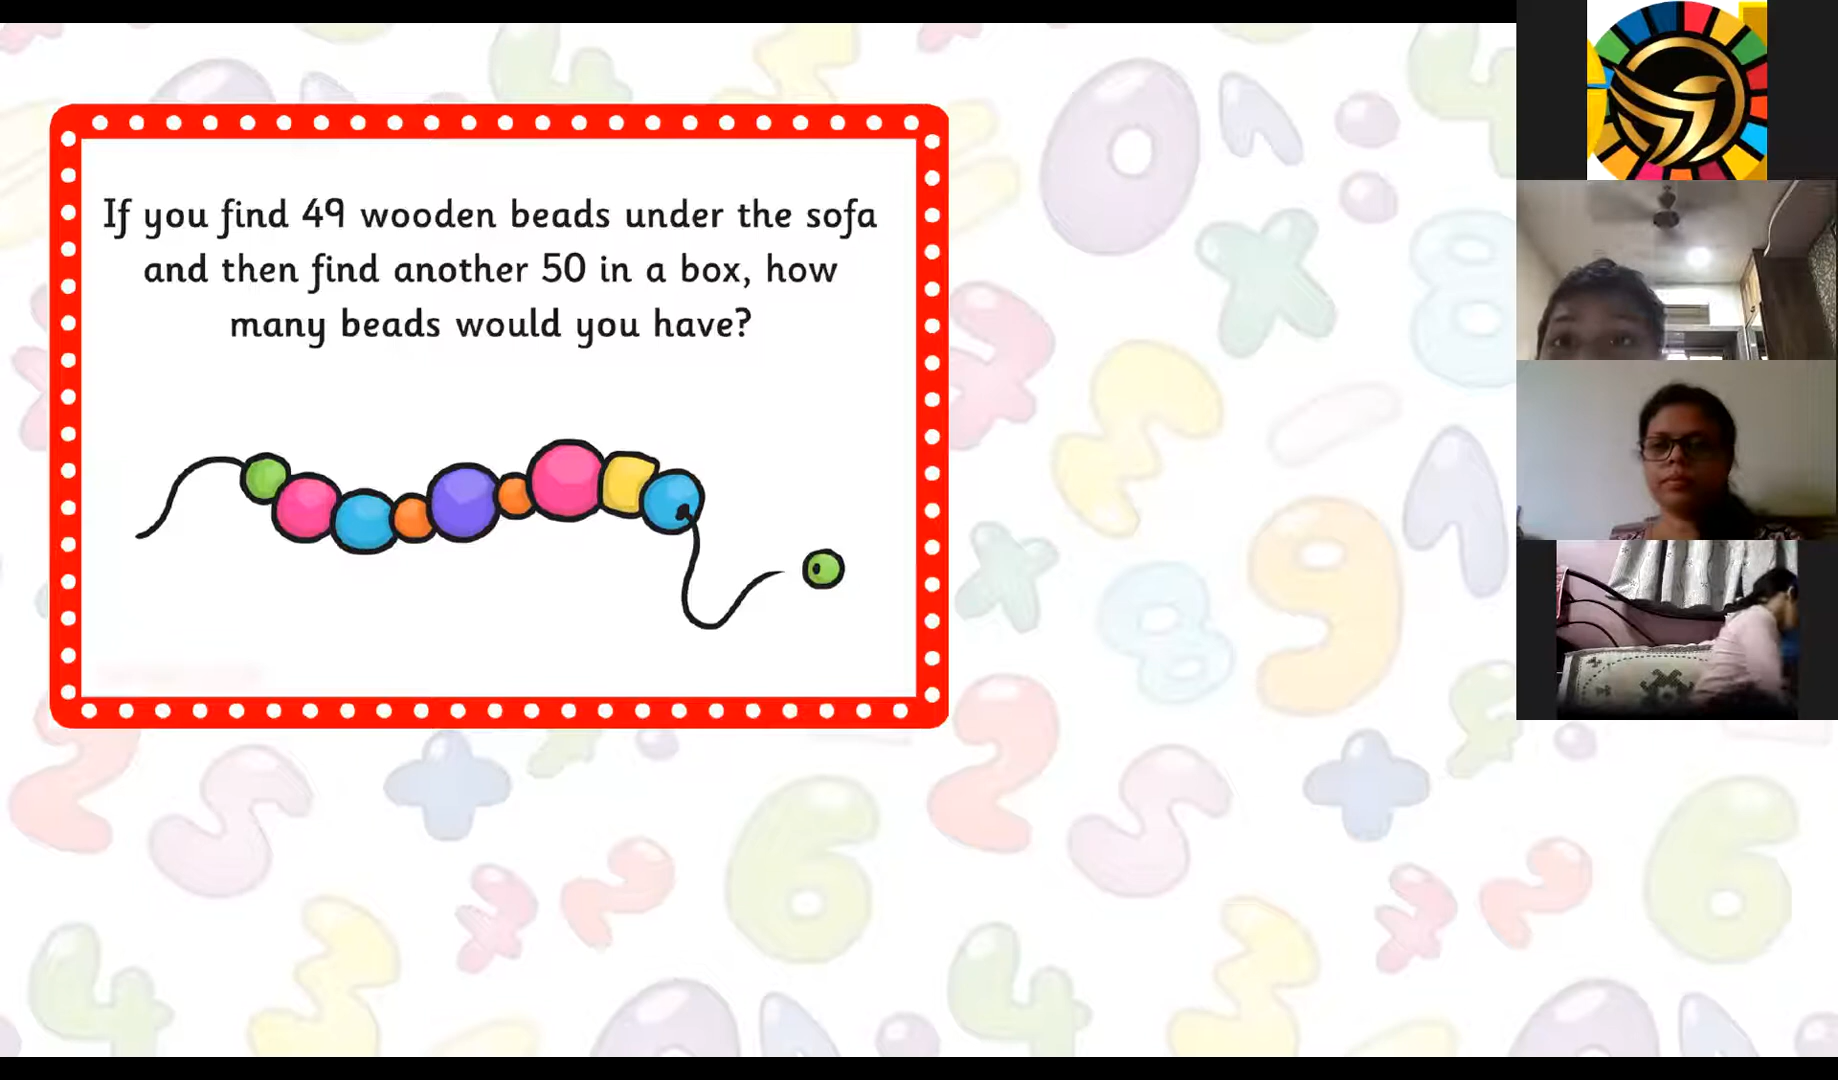 If you find 49 wooden beads under the sofa
and then find another 50 in a box, how
many beads would you have?